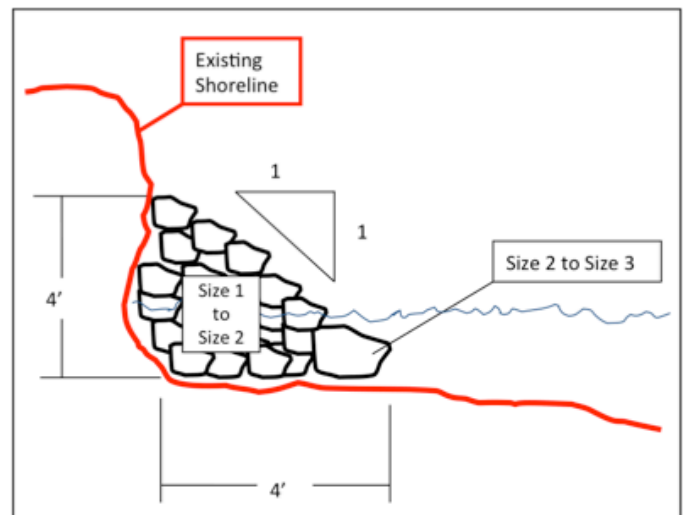 Existing
Shoreline
1
1
Size 2 to Size 3
4’
Size 1
to
Size 2
4’